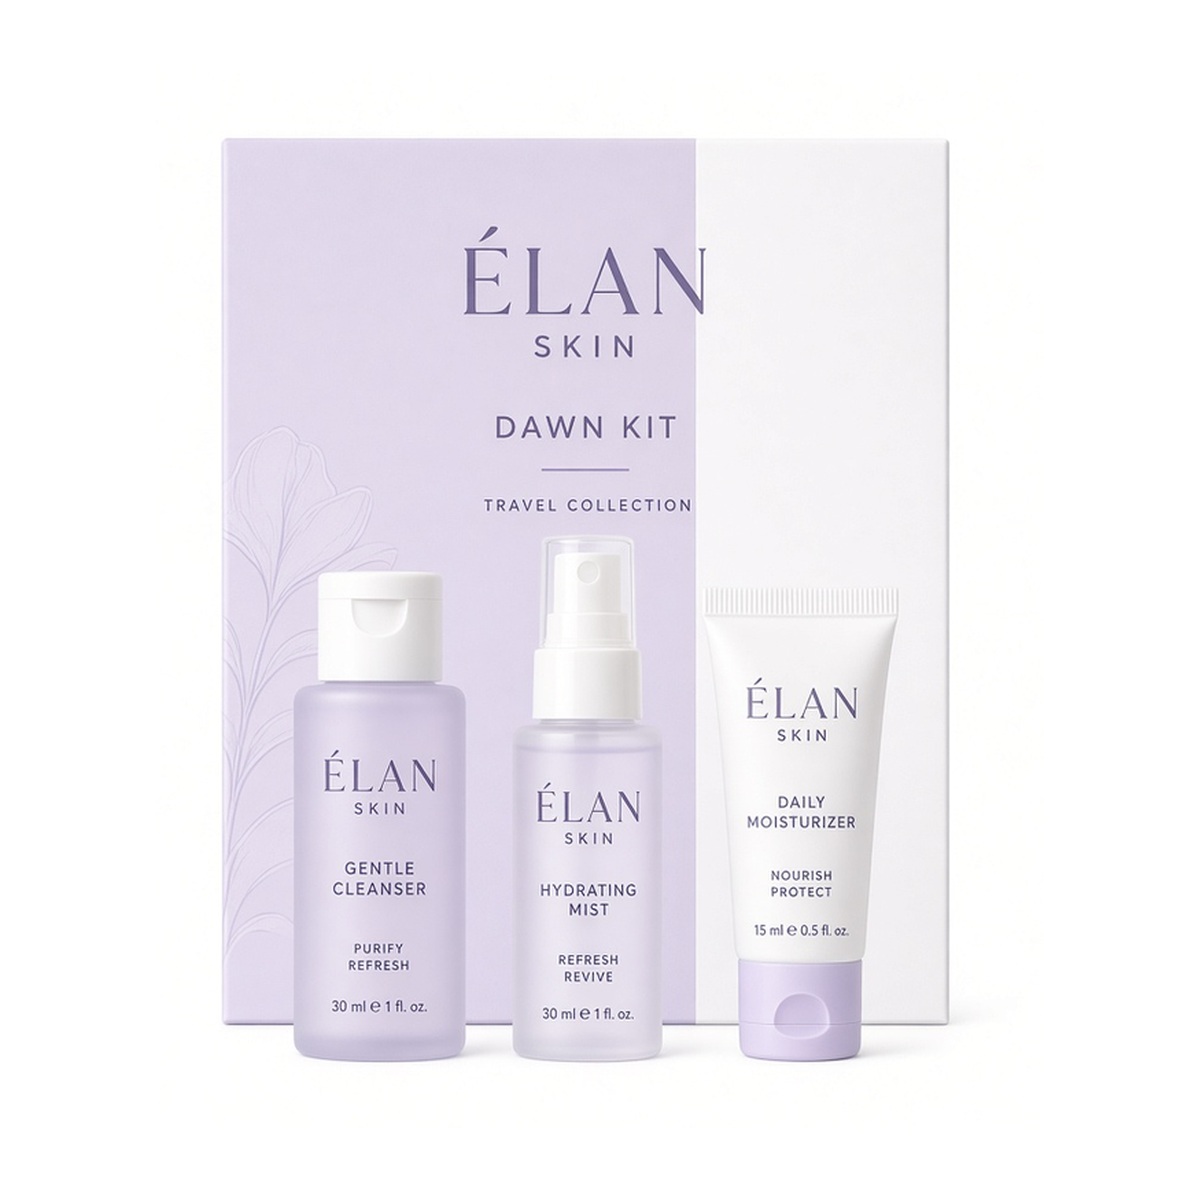 ÉLAN
SKIN
DAWN KIT
TRAVEL COLLECTION
ÉLAN
SKIN
GENTLE
CLEANSER
PURIFY
REFRESH
30 ml e 1 fl. oz.
ÉLAN
SKIN
HYDRATING
MIST
REFRESH
REVIVE
30 ml e 1 fl. oz.
ÉLAN
SKIN
DAILY
MOISTURIZER
NOURISH
PROTECT
15 ml e 0.5 fl. oz.